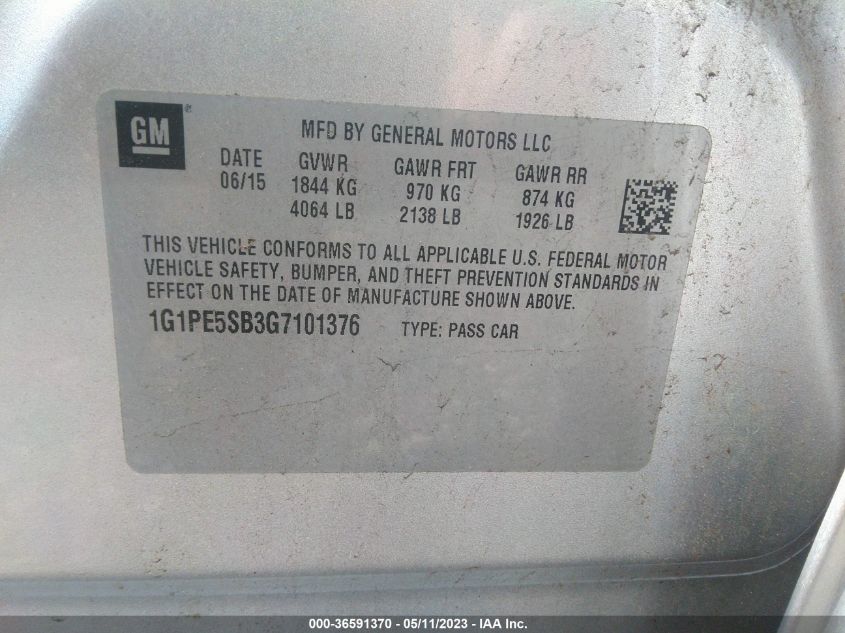 GM®
MFD BY GENERAL MOTORS LLC
DATE GVWR GAWR FRT GAWR RR
06/15 1844 KG 970 KG 874 KG
4064 LB 2138 LB 1926 LB
THIS VEHICLE CONFORMS TO ALL APPLICABLE U.S. FEDERAL MOTOR
VEHICLE SAFETY, BUMPER, AND THEFT PREVENTION STANDARDS IN
EFFECT ON THE DATE OF MANUFACTURE SHOWN ABOVE.
1G1PE5SB3G7101376 TYPE: PASS CAR
000-36591370 - 05/11/2023 - IAA Inc.